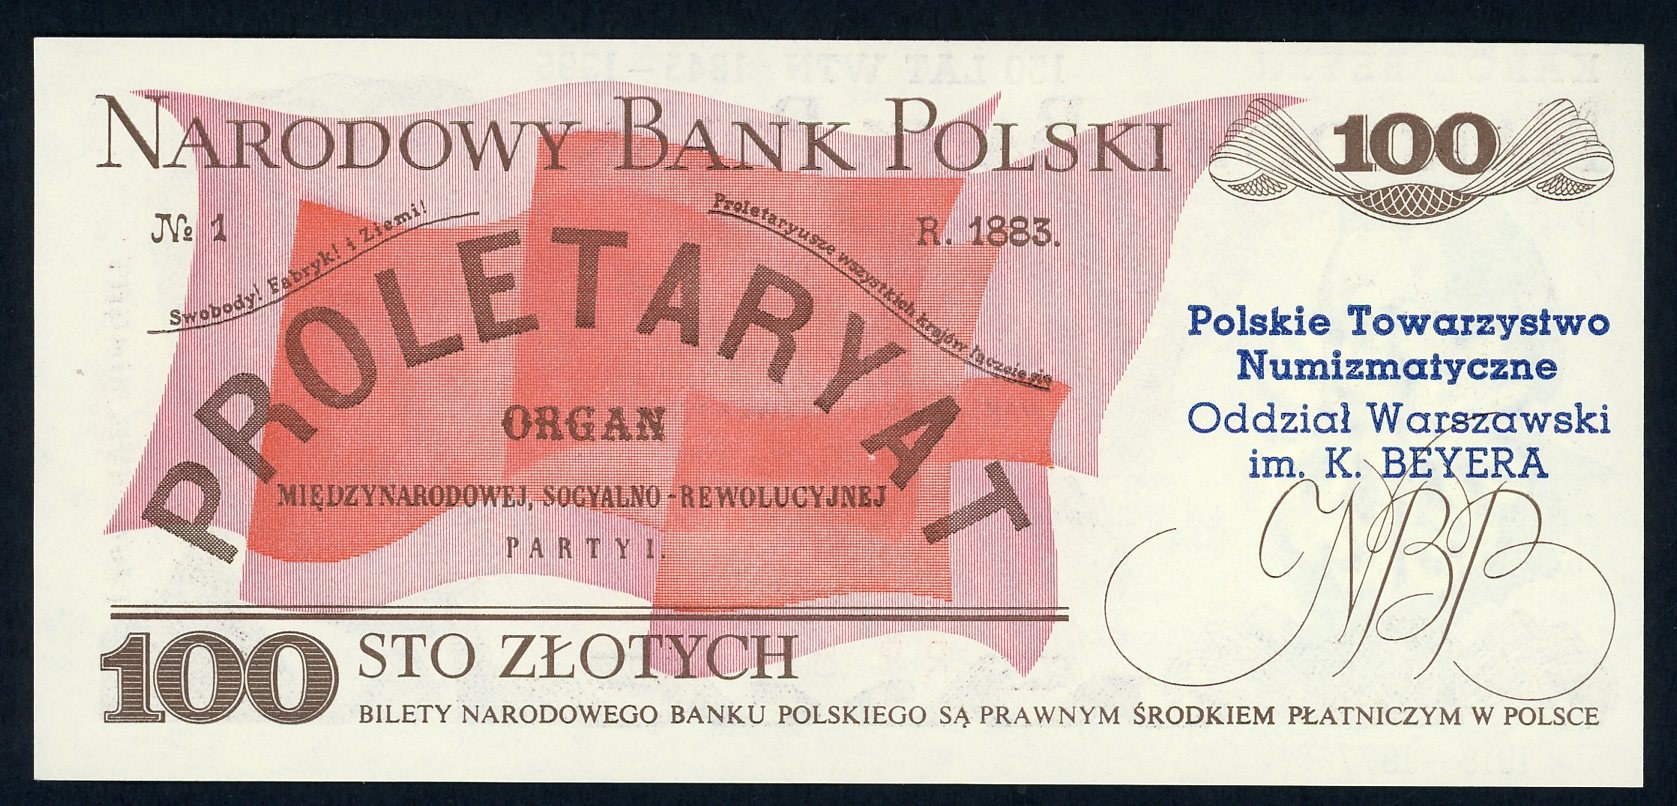 NARODOWY BANK POLSKI
100
№ 1
Swobody! Fabryk! i Ziemi!
Proletaryusze wszystkich krajów łączcie się
R. 1883.
PROLETARYAT
ORGAN
MIĘDZYNARODOWEJ, SOCYALNO-REWOLUCYJNEJ
PARTYI.
Polskie Towarzystwo
Numizmatyczne
Oddział Warszawski
im. K. BEYERA
NBP
100 STO ZŁOTYCH
BILETY NARODOWEGO BANKU POLSKIEGO SĄ PRAWNYM ŚRODKIEM PŁATNICZYM W POLSCE